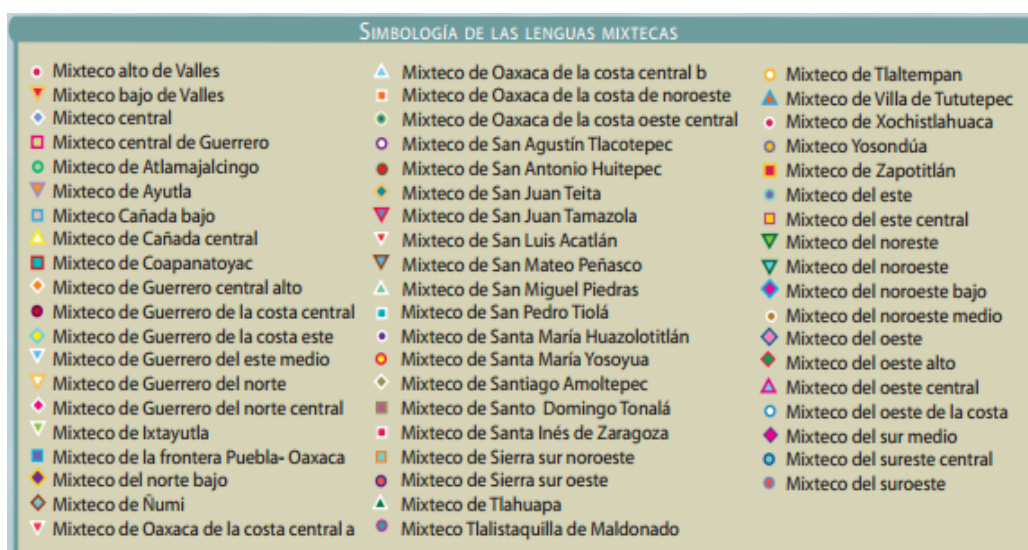 SIMBOLOGÍA DE LAS LENGUAS MIXTECAS
Mixteco alto de Valles
Mixteco bajo de Valles
Mixteco central
Mixteco central de Guerrero
Mixteco de Atlamajalcingo
Mixteco de Ayutla
Mixteco Cañada bajo
Mixteco de Cañada central
Mixteco de Coapanatoyac
Mixteco de Guerrero central alto
Mixteco de Guerrero de la costa central
Mixteco de Guerrero de la costa este
Mixteco de Guerrero del este medio
Mixteco de Guerrero del norte
Mixteco de Guerrero del norte central
Mixteco de Ixtayutla
Mixteco de la frontera Puebla- Oaxaca
Mixteco del norte bajo
Mixteco de Ñumi
Mixteco de Oaxaca de la costa central a
Mixteco de Oaxaca de la costa central b
Mixteco de Oaxaca de la costa de noroeste
Mixteco de Oaxaca de la costa oeste central
Mixteco de San Agustín Tlacotepec
Mixteco de San Antonio Huitepec
Mixteco de San Juan Teita
Mixteco de San Juan Tamazola
Mixteco de San Luis Acatlán
Mixteco de San Mateo Peñasco
Mixteco de San Miguel Piedras
Mixteco de San Pedro Tiolá
Mixteco de Santa María Huazolotitlán
Mixteco de Santa María Yosoyua
Mixteco de Santiago Amoltepec
Mixteco de Santo Domingo Tonalá
Mixteco de Santa Inés de Zaragoza
Mixteco de Sierra sur noroeste
Mixteco de Sierra sur oeste
Mixteco de Tlahuapa
Mixteco Tlalistaquilla de Maldonado
Mixteco de Tlaltempan
Mixteco de Villa de Tututepec
Mixteco de Xochistlahuaca
Mixteco Yosondúa
Mixteco de Zapotitlán
Mixteco del este
Mixteco del este central
Mixteco del noreste
Mixteco del noroeste
Mixteco del noroeste bajo
Mixteco del noroeste medio
Mixteco del oeste
Mixteco del oeste alto
Mixteco del oeste central
Mixteco del oeste de la costa
Mixteco del sur medio
Mixteco del sureste central
Mixteco del suroeste